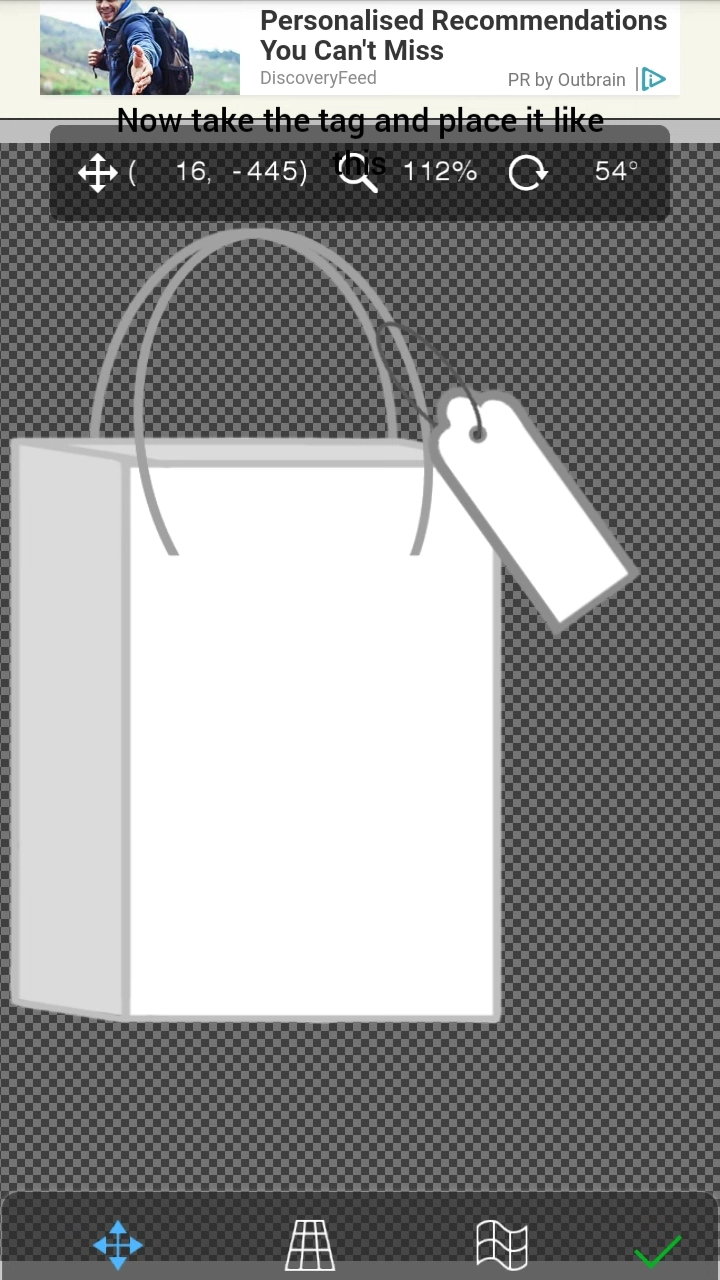 Personalised Recommendations
You Can't Miss
DiscoveryFeed
PR by Outbrain
Now take the tag and place it like
this
( 16, -445) 112% 54°